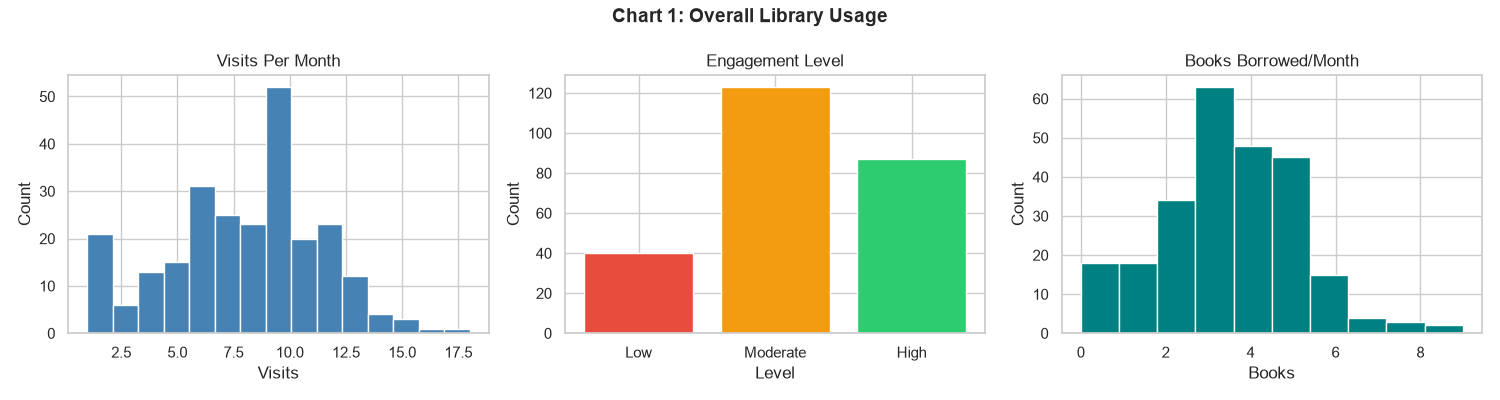 Chart 1: Overall Library Usage
Visits Per Month
50
40
30
20
10
0
Count
2.5 5.0 7.5 10.0 12.5 15.0 17.5
Visits
Engagement Level
120
100
80
60
40
20
0
Count
Low Moderate High
Level
Books Borrowed/Month
60
50
40
30
20
10
0
Count
0 2 4 6 8
Books